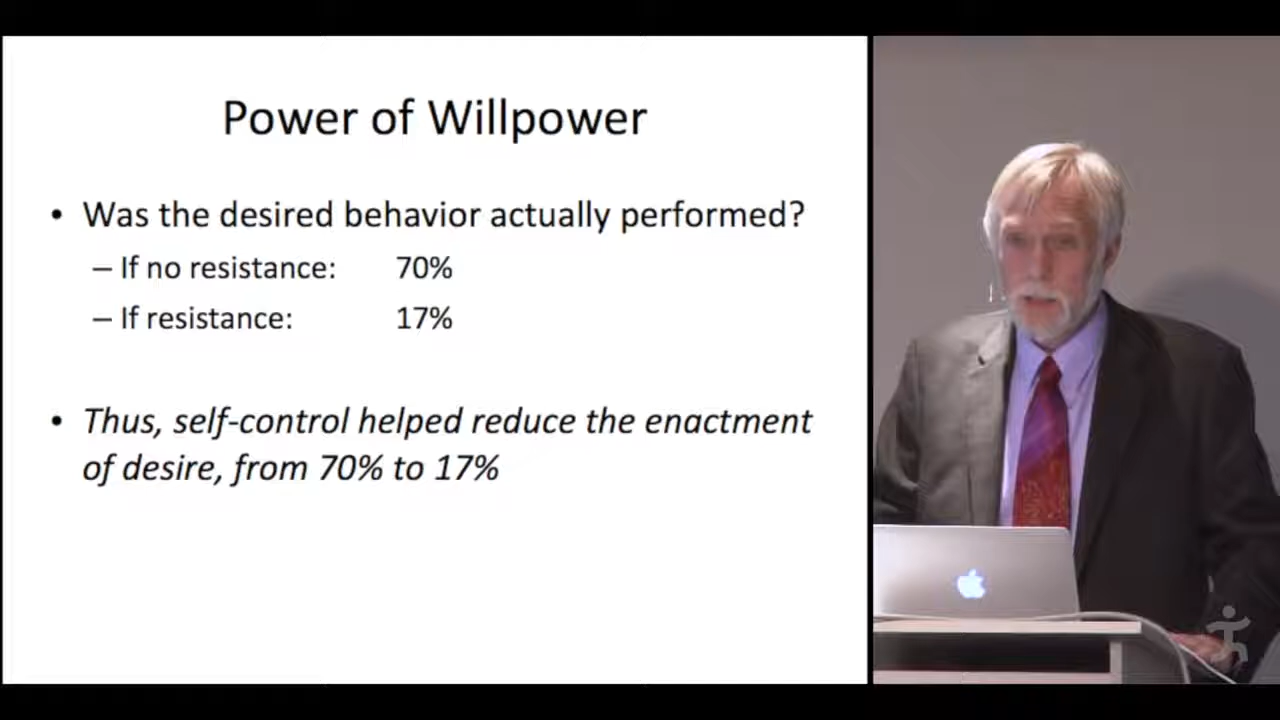 Power of Willpower
• Was the desired behavior actually performed?
– If no resistance: 70%
– If resistance: 17%
• Thus, self-control helped reduce the enactment
of desire, from 70% to 17%